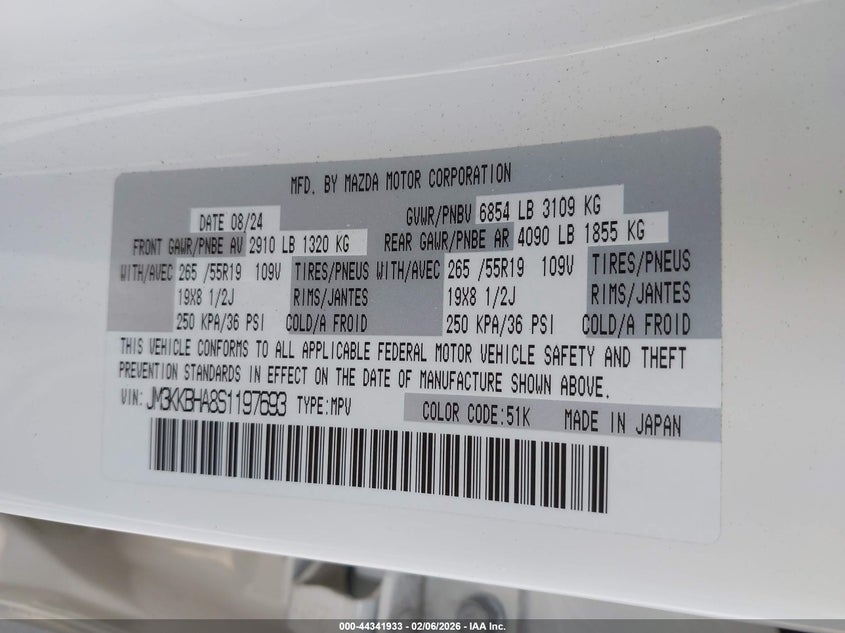 MFD. BY MAZDA MOTOR CORPORATION
DATE 08/24 GVWR/PNBV 6854 LB 3109 KG
FRONT GAWR/PNBE AV 2910 LB 1320 KG REAR GAWR/PNBE AR 4090 LB 1855 KG
WITH/AVEC 265 /55R19 109V TIRES/PNEUS WITH/AVEC 265 /55R19 109V TIRES/PNEUS
19X8 1/2J RIMS/JANTES 19X8 1/2J RIMS/JANTES
250 KPA/36 PSI COLD/A FROID 250 KPA/36 PSI COLD/A FROID
THIS VEHICLE CONFORMS TO ALL APPLICABLE FEDERAL MOTOR VEHICLE SAFETY AND THEFT
PREVENTION STANDARDS IN EFFECT ON THE DATE OF MANUFACTURE SHOWN ABOVE.
VIN: JM3KKBHA8S1197693 TYPE:MPV COLOR CODE:51K MADE IN JAPAN
000-44341933 - 02/06/2026 - IAA Inc.